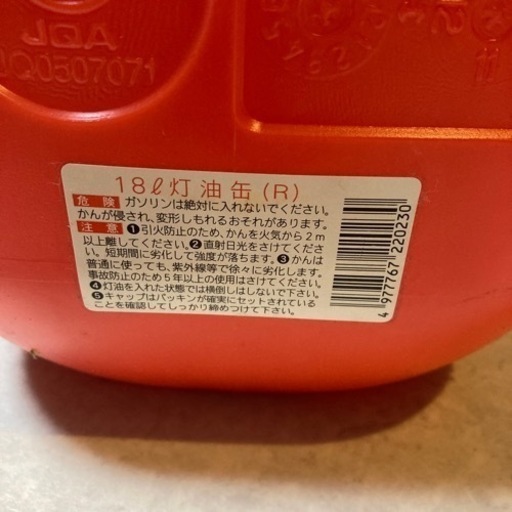 JQA
JQ0507071
11
18ℓ灯油缶(R)
危険 ガソリンは絶対に入れないでください。
かんが侵され、変形しもれるおそれがあります。
注意 ❶引火防止のため、かんを火気から2m
以上離してください。❷直射日光をさけてくださ
い。短期間に劣化して強度が落ちます。❸かんは
普通に使っても、紫外線等で徐々に劣化します。
事故防止のため5年以上の使用はさけてください。
❹灯油を入れた状態では横倒しはしないで下さい。
❺キャップはパッキンが確実にセットされている
ことを確認してしっかり締めつけて下さい。
4 977767 220230